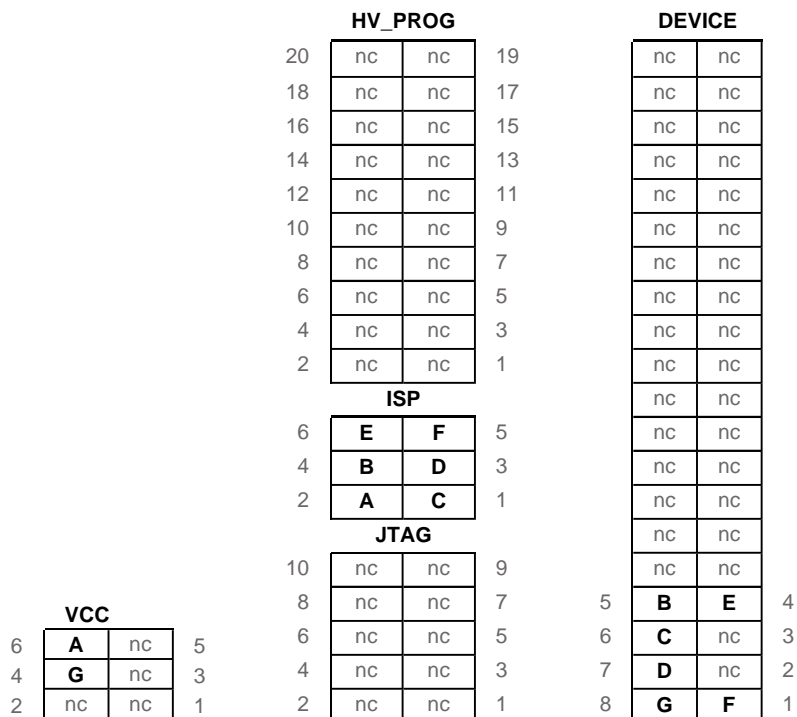 HV_PROG DEVICE
20 nc nc 19 nc nc
18 nc nc 17 nc nc
16 nc nc 15 nc nc
14 nc nc 13 nc nc
12 nc nc 11 nc nc
10 nc nc 9 nc nc
8 nc nc 7 nc nc
6 nc nc 5 nc nc
4 nc nc 3 nc nc
2 nc nc 1 nc nc
ISP nc nc
6 E F 5 nc nc
4 B D 3 nc nc
2 A C 1 nc nc
JTAG nc nc
10 nc nc 9 nc nc
VCC 8 nc nc 7 5 B E 4
6 A nc 5 6 nc nc 5 6 C nc 3
4 G nc 3 4 nc nc 3 7 D nc 2
2 nc nc 1 2 nc nc 1 8 G F 1